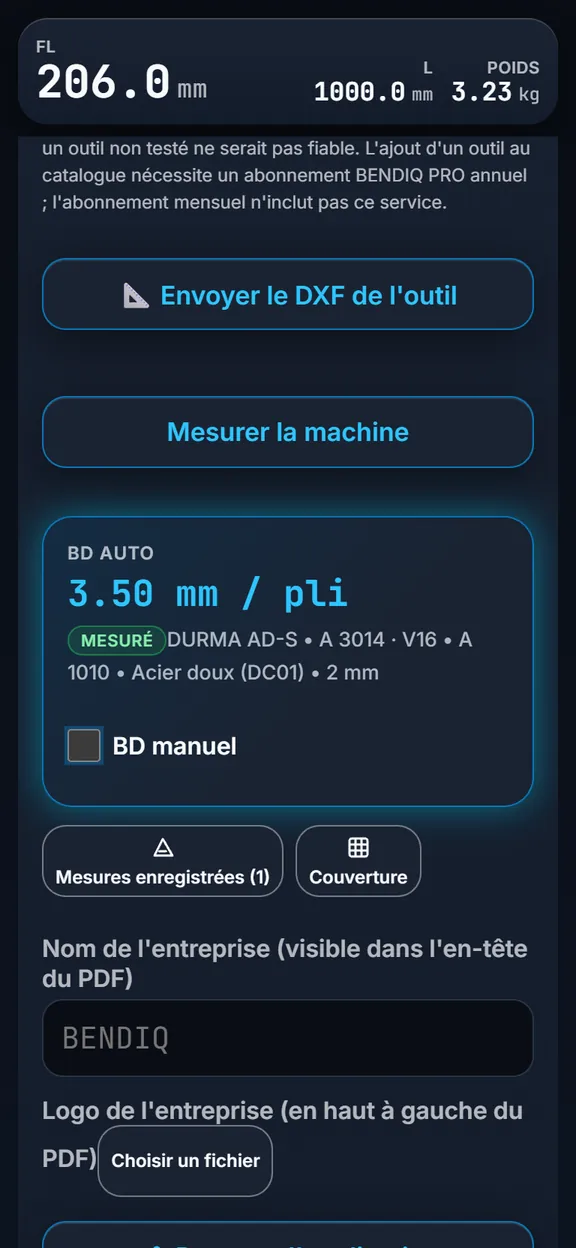 FL
206.0 mm
L
1000.0 mm
POIDS
3.23 kg
un outil non testé ne serait pas fiable. L'ajout d'un outil au
catalogue nécessite un abonnement BENDIQ PRO annuel
; l'abonnement mensuel n'inclut pas ce service.
Envoyer le DXF de l'outil
Mesurer la machine
BD AUTO
3.50 mm / pli
MESURÉ DURMA AD-S • A 3014 · V16 • A
1010 • Acier doux (DC01) • 2 mm
BD manuel
Mesures enregistrées (1)
Couverture
Nom de l'entreprise (visible dans l'en-tête
du PDF)
BENDIQ
Logo de l'entreprise (en haut à gauche du
PDF) Choisir un fichier